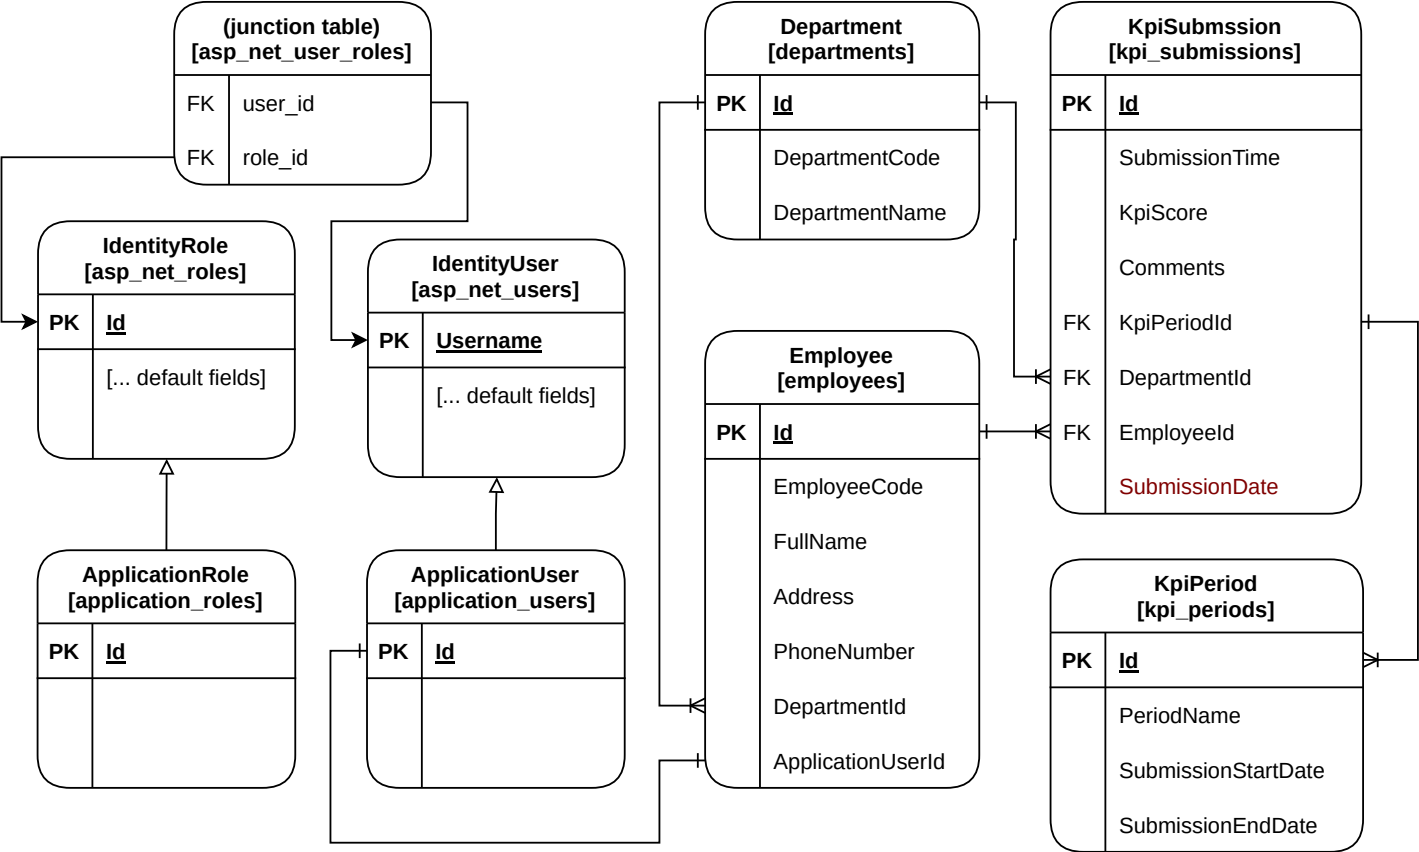 (junction table)
[asp_net_user_roles]
FK user_id
FK role_id
IdentityRole
[asp_net_roles]
PK Id
[... default fields]
IdentityUser
[asp_net_users]
PK Username
[... default fields]
ApplicationRole
[application_roles]
PK Id
ApplicationUser
[application_users]
PK Id
Department
[departments]
PK Id
DepartmentCode
DepartmentName
Employee
[employees]
PK Id
EmployeeCode
FullName
Address
PhoneNumber
DepartmentId
ApplicationUserId
KpiSubmssion
[kpi_submissions]
PK Id
SubmissionTime
KpiScore
Comments
FK KpiPeriodId
FK DepartmentId
FK EmployeeId
SubmissionDate
KpiPeriod
[kpi_periods]
PK Id
PeriodName
SubmissionStartDate
SubmissionEndDate